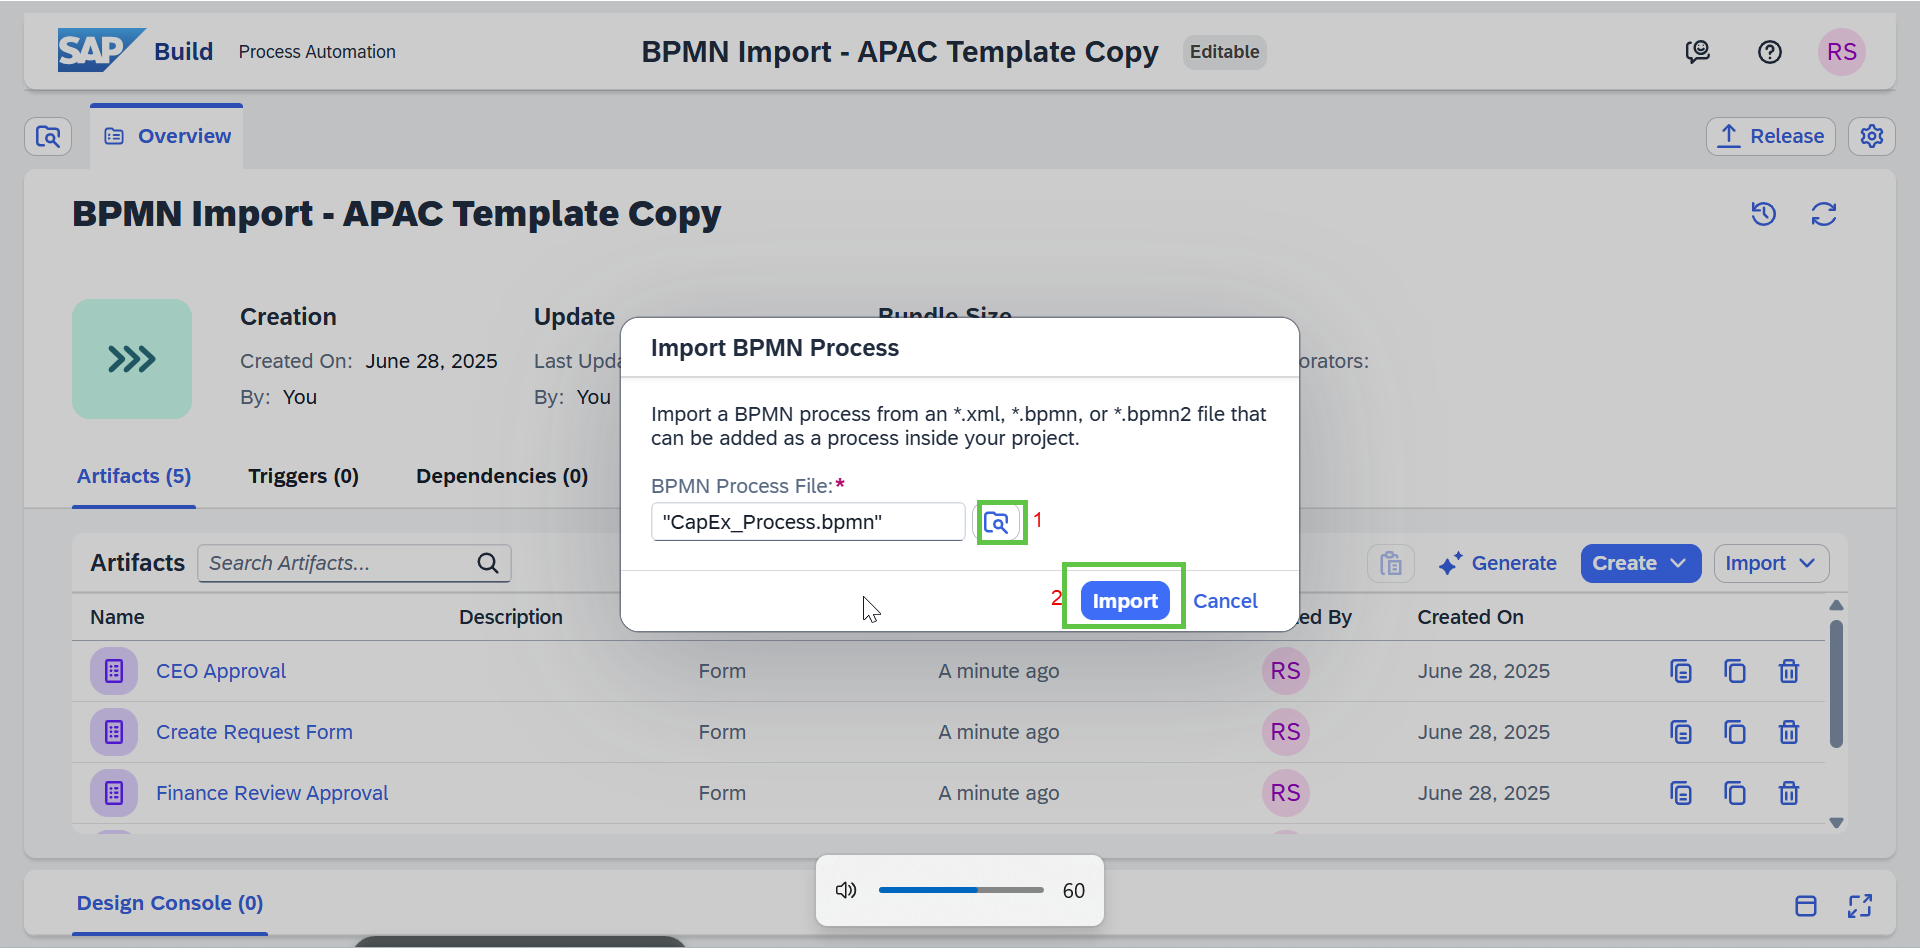 SAP Build Process Automation BPMN Import - APAC Template Copy Editable RS
Overview Release
BPMN Import - APAC Template Copy
Creation Update Bundle Size
Created On: June 28, 2025 Last Upda orators:
By: You By: You
Import BPMN Process
Import a BPMN process from an *.xml, *.bpmn, or *.bpmn2 file that
can be added as a process inside your project.
BPMN Process File:*
"CapEx_Process.bpmn" 1
2 Import Cancel
Artifacts (5) Triggers (0) Dependencies (0)
Artifacts Search Artifacts... Generate Create Import
Name Description ed By Created On
CEO Approval Form A minute ago RS June 28, 2025
Create Request Form Form A minute ago RS June 28, 2025
Finance Review Approval Form A minute ago RS June 28, 2025
60
Design Console (0)